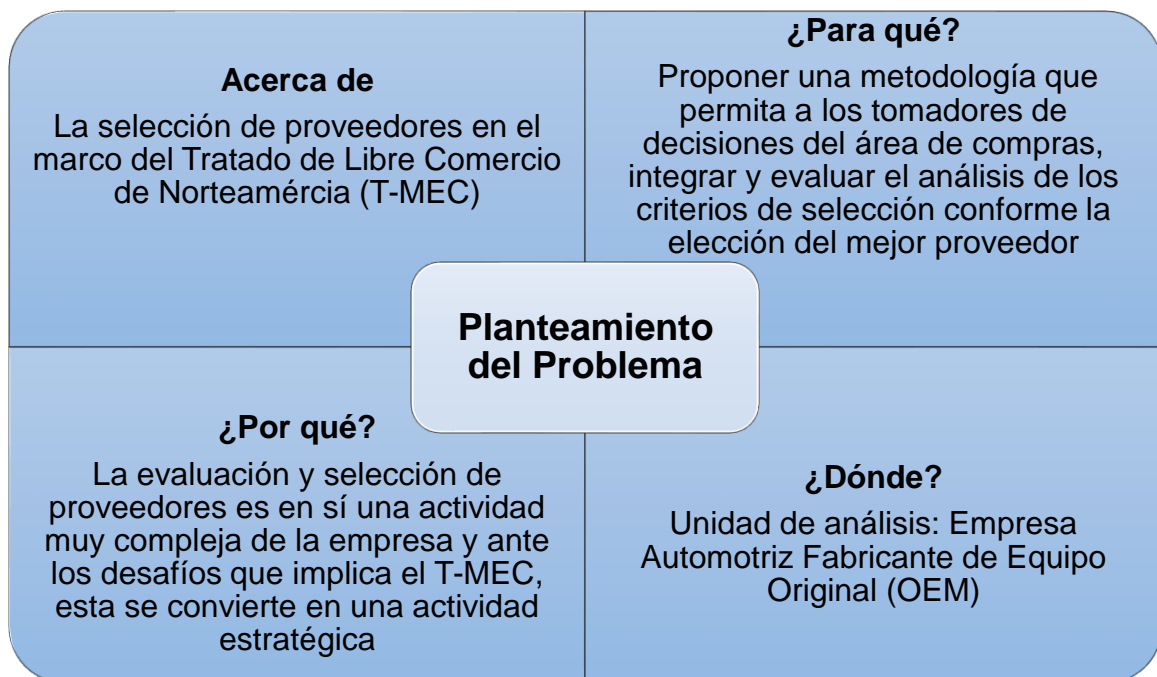 Acerca de
La selección de proveedores en el
marco del Tratado de Libre Comercio
de Norteamércia (T-MEC)
¿Para qué?
Proponer una metodología que
permita a los tomadores de
decisiones del área de compras,
integrar y evaluar el análisis de los
criterios de selección conforme la
elección del mejor proveedor
Planteamiento
del Problema
¿Por qué?
La evaluación y selección de
proveedores es en sí una actividad
muy compleja de la empresa y ante
los desafíos que implica el T-MEC,
esta se convierte en una actividad
estratégica
¿Dónde?
Unidad de análisis: Empresa
Automotriz Fabricante de Equipo
Original (OEM)